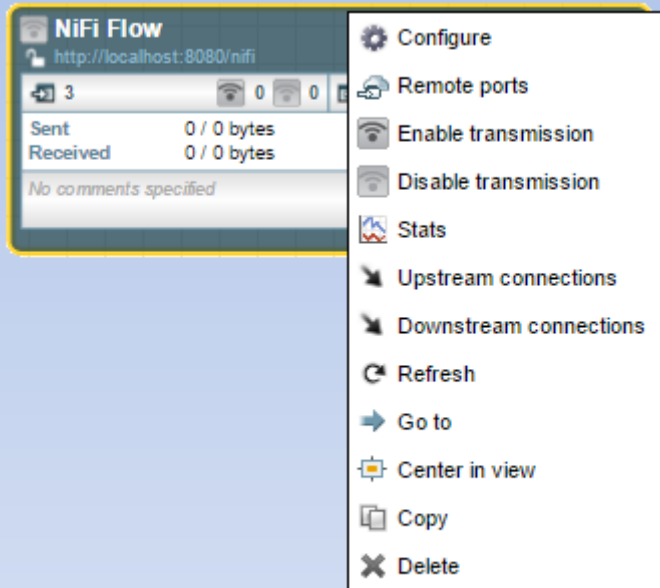 NiFi Flow
http://localhost:8080/nifi
3 0 0
Sent 0 / 0 bytes
Received 0 / 0 bytes
No comments specified
Configure
Remote ports
Enable transmission
Disable transmission
Stats
Upstream connections
Downstream connections
Refresh
Go to
Center in view
Copy
Delete